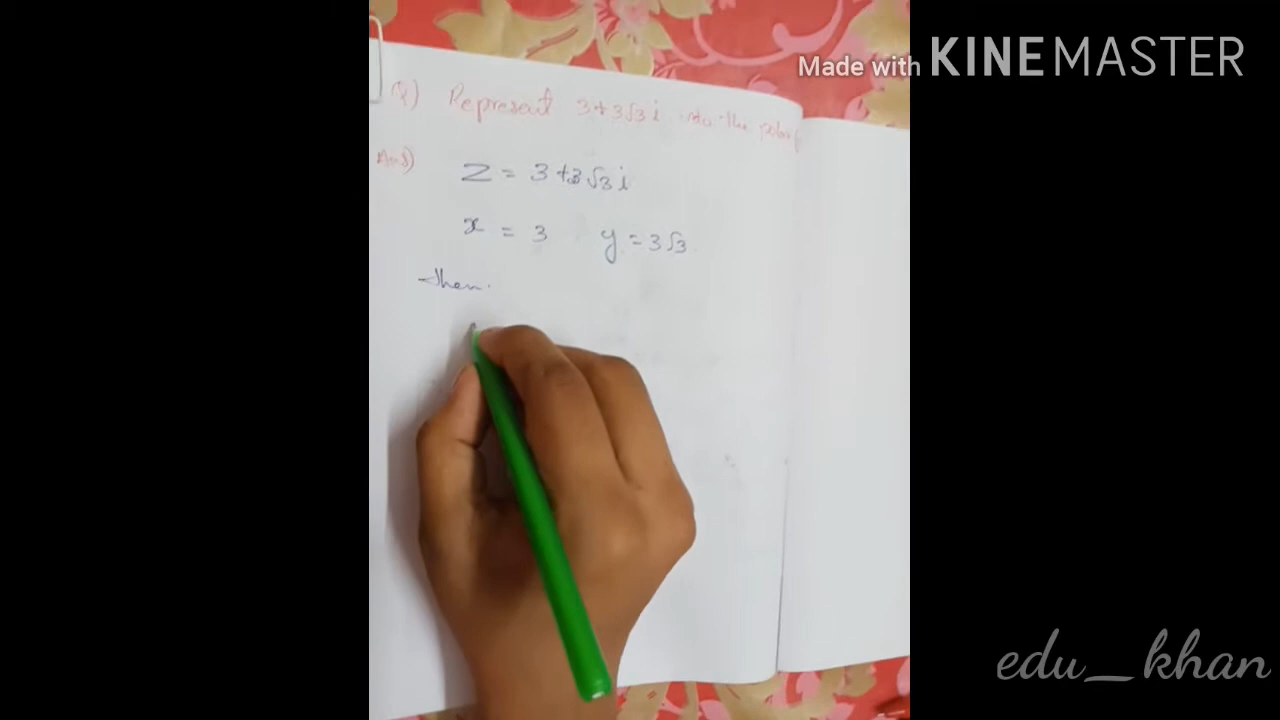 Made with KINEMASTER
Q) Represent 3+3√3 i into the polar
Ans)
Z = 3+3√3 i
x = 3 y = 3√3
then.
edu_khan